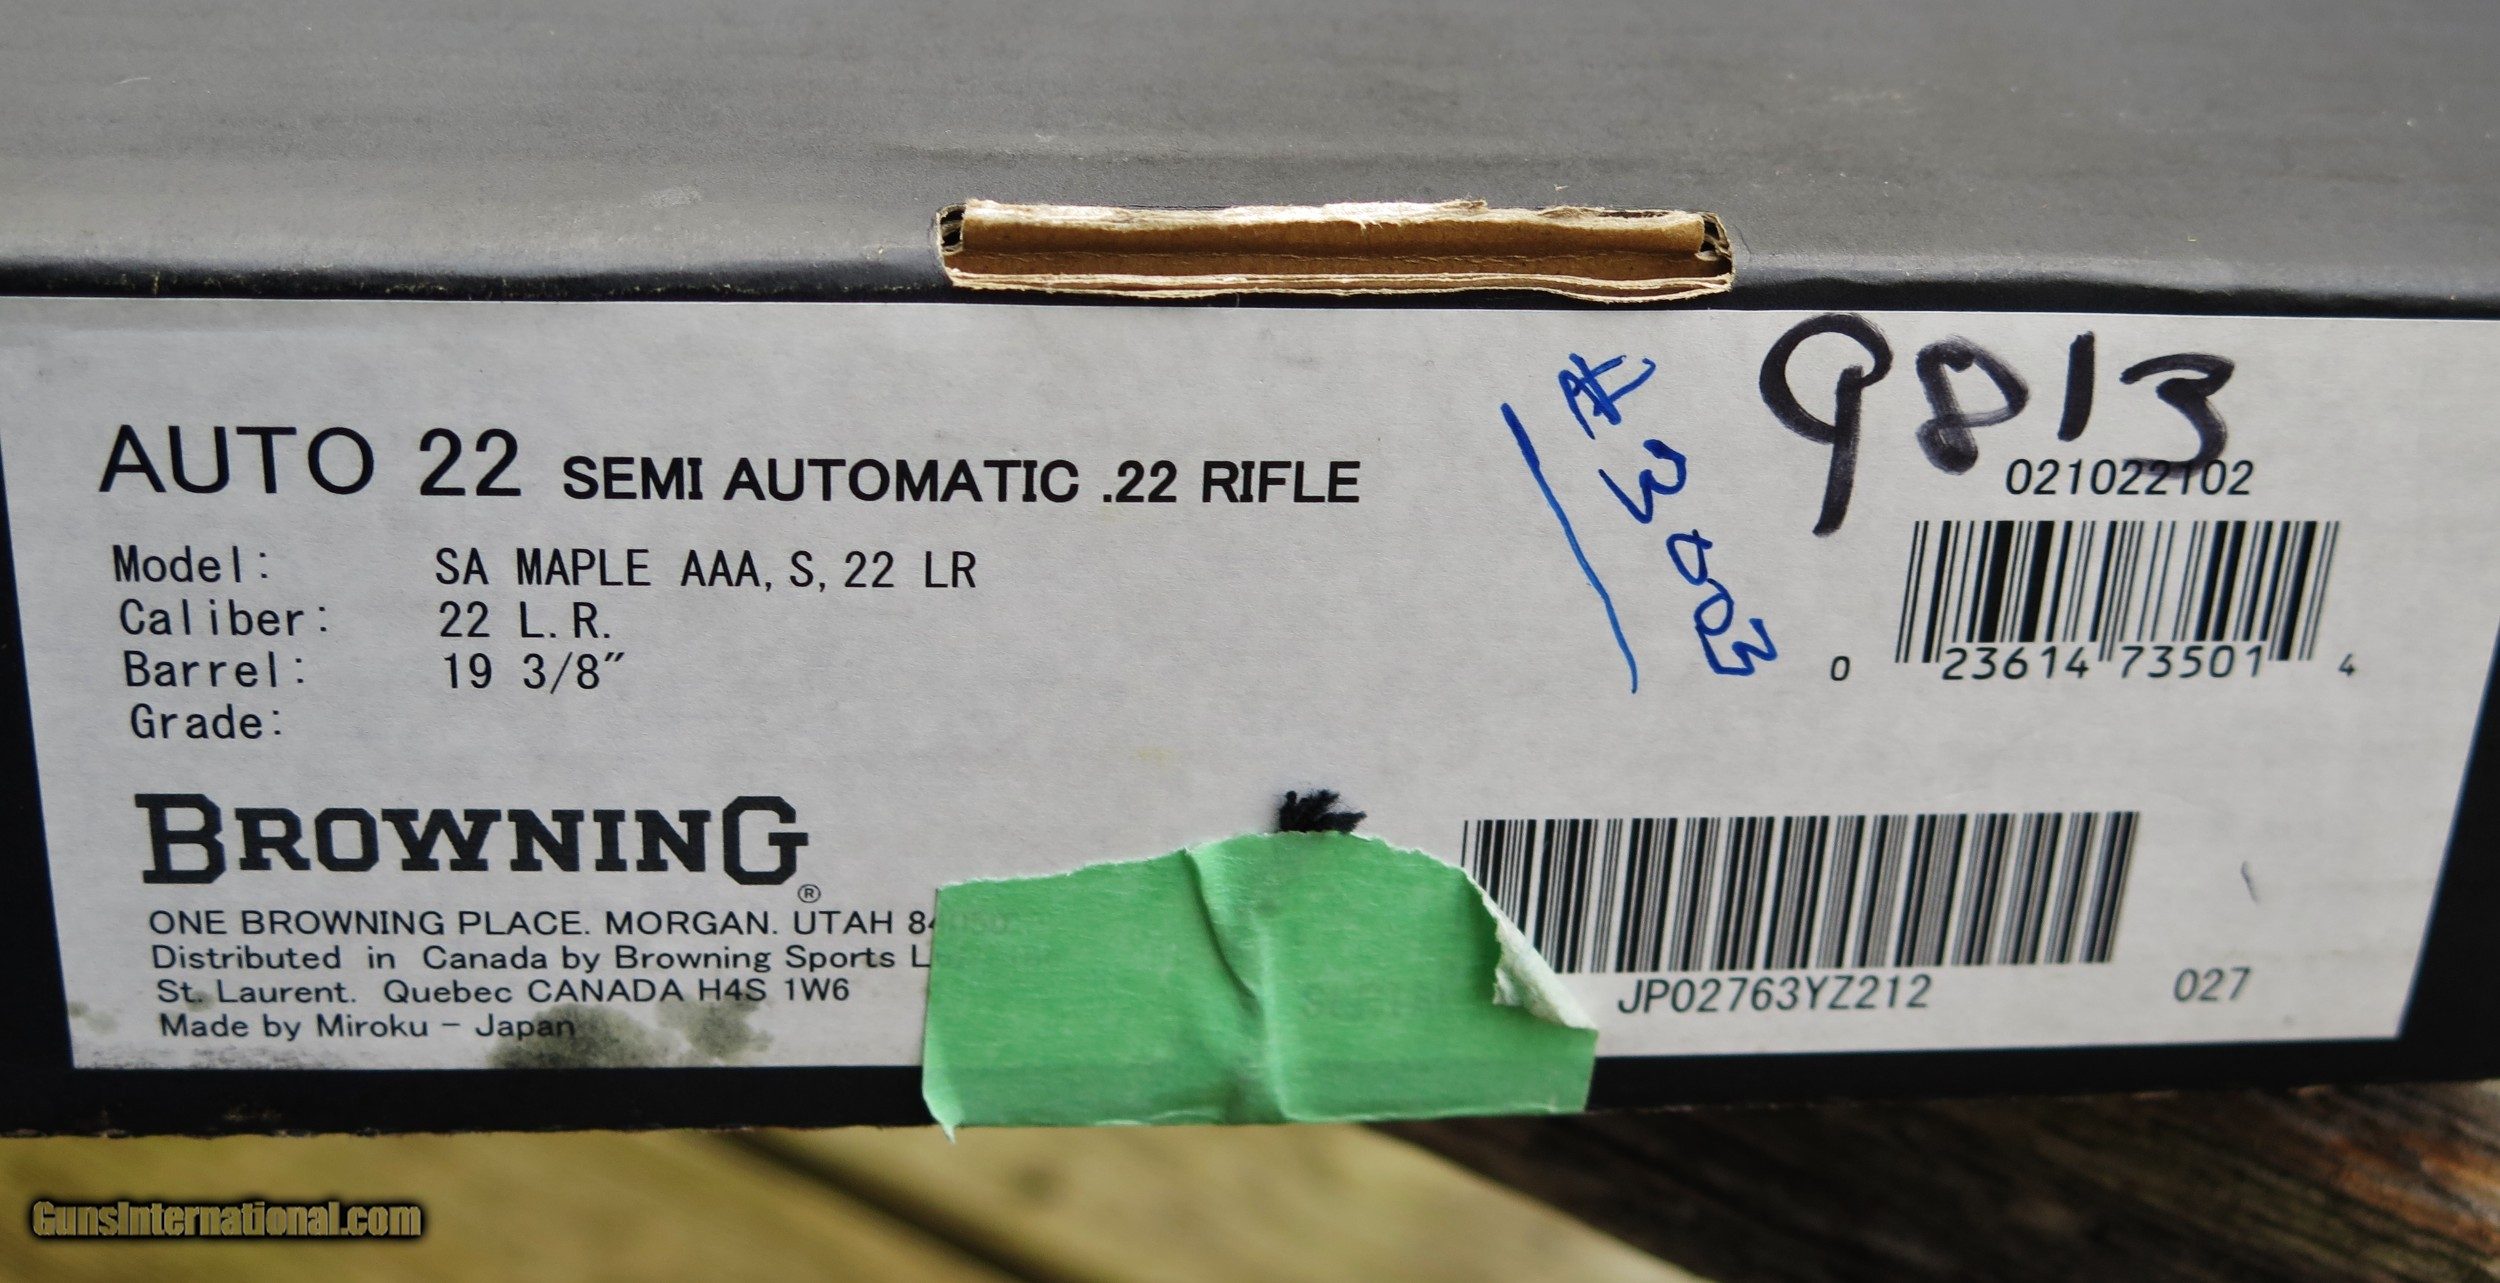 9813
AUTO 22 SEMI AUTOMATIC .22 RIFLE
021022102
Model: SA MAPLE AAA, S, 22 LR
Caliber: 22 L.R.
Barrel: 19 3/8"
Grade:
0 23614 73501 4
BROWNING®
ONE BROWNING PLACE. MORGAN. UTAH 84050
Distributed in Canada by Browning Sports
St. Laurent. Quebec CANADA H4S 1W6
Made by Miroku - Japan
JP02763YZ212
027
GunsInternational.com